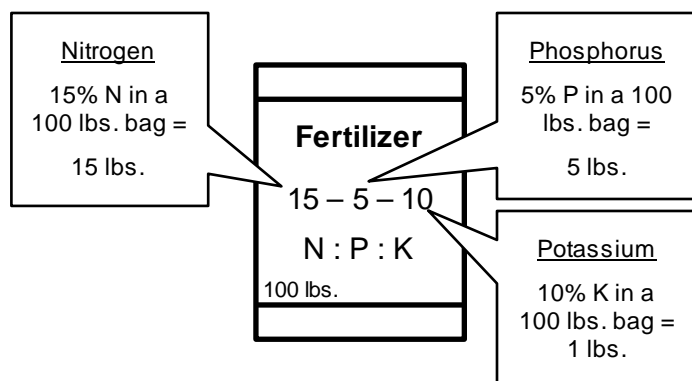 Nitrogen
15% N in a
100 lbs. bag =
15 lbs.
Phosphorus
5% P in a 100
lbs. bag =
5 lbs.
Fertilizer
15 – 5 – 10
N : P : K
100 lbs.
Potassium
10% K in a
100 lbs. bag =
1 lbs.